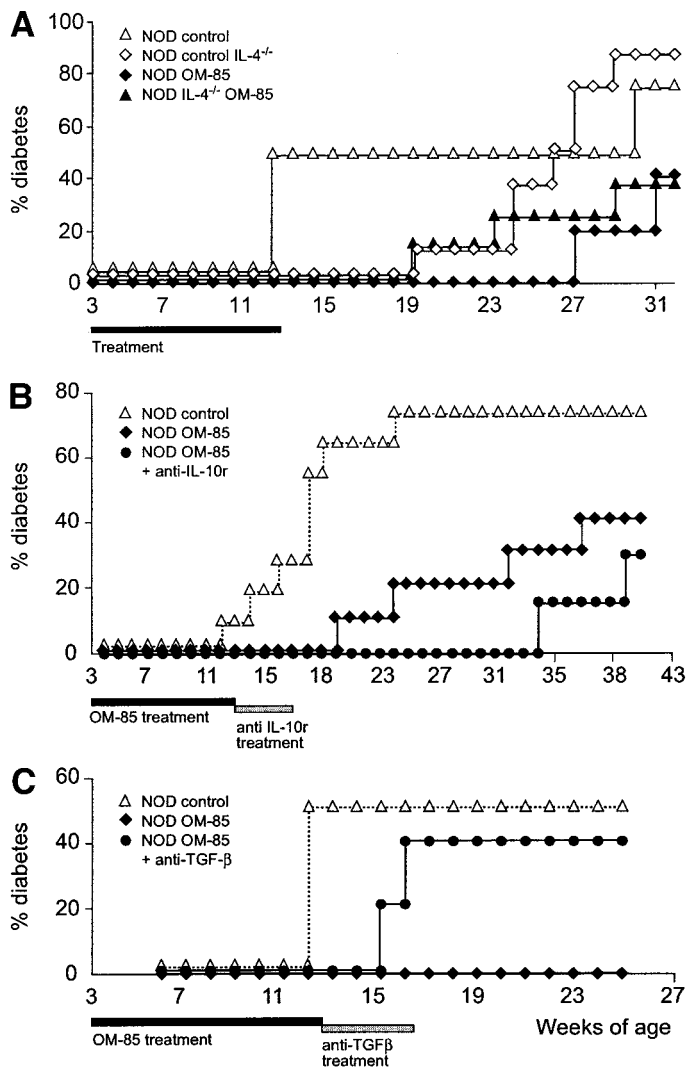 A
100
80
60
40
20
0
% diabetes
NOD control
NOD control IL-4-/-
NOD OM-85
NOD IL-4-/- OM-85
3 7 11 15 19 23 27 31
Treatment
B
80
60
40
20
0
% diabetes
NOD control
NOD OM-85
NOD OM-85
+ anti-IL-10r
3 7 11 15 18 23 27 31 35 38 43
OM-85 treatment
anti IL-10r
treatment
C
60
40
20
0
% diabetes
NOD control
NOD OM-85
NOD OM-85
+ anti-TGF-β
3 7 11 15 19 23 27
OM-85 treatment
anti-TGFβ
treatment
Weeks of age